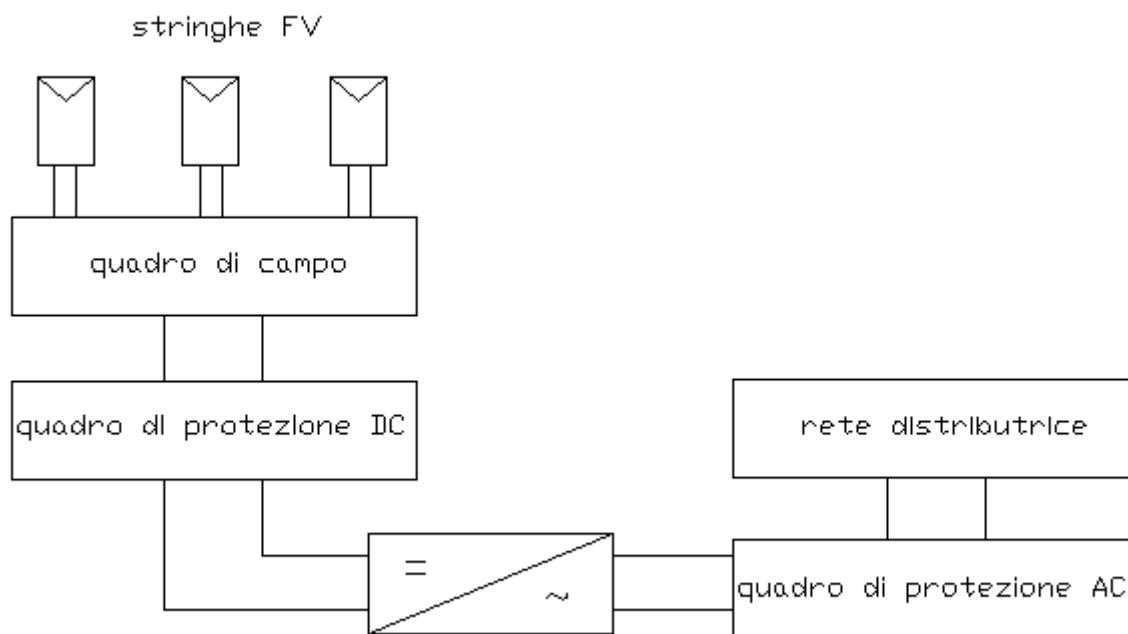 stringhe FV
quadro di campo
quadro di protezione DC
rete distributrice
=
~
quadro di protezione AC